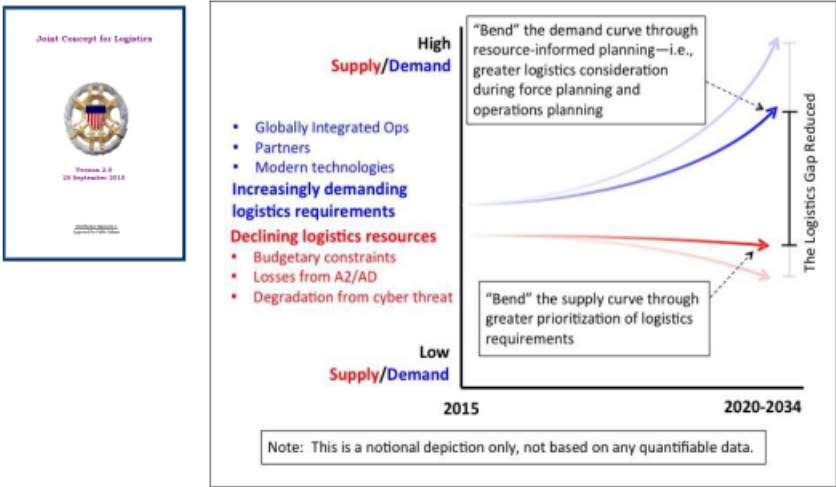 Joint Concept for Logistics
Version 2.0
25 September 2015
High
Supply/Demand
“Bend” the demand curve through
resource-informed planning—i.e.,
greater logistics consideration
during force planning and
operations planning
• Globally Integrated Ops
• Partners
• Modern technologies
Increasingly demanding
logistics requirements
Declining logistics resources
• Budgetary constraints
• Losses from A2/AD
• Degradation from cyber threat
“Bend” the supply curve through
greater prioritization of logistics
requirements
The Logistics Gap Reduced
Low
Supply/Demand
2015
2020-2034
Note: This is a notional depiction only, not based on any quantifiable data.